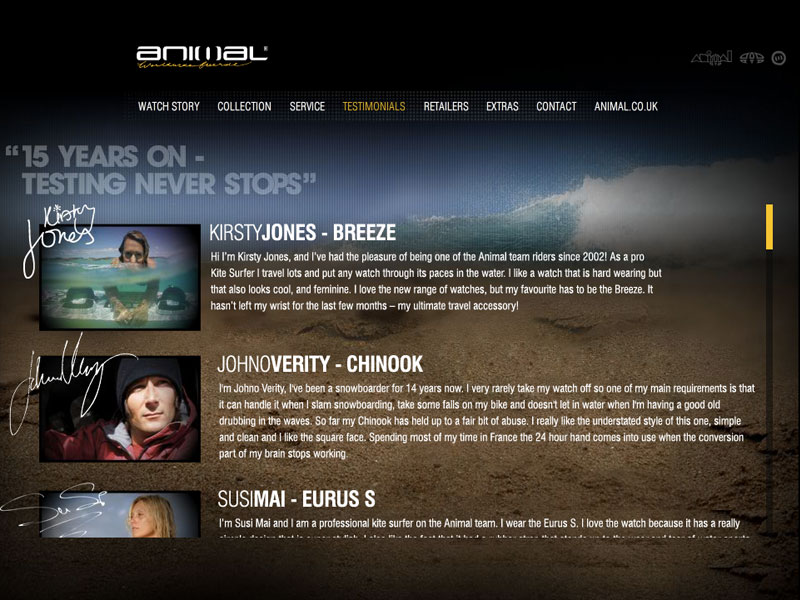 animal
WATCH STORY COLLECTION SERVICE TESTIMONIALS RETAILERS EXTRAS CONTACT ANIMAL.CO.UK
“15 YEARS ON -
TESTING NEVER STOPS”
Kirsty
Jones
KIRSTYJONES - BREEZE
Hi I'm Kirsty Jones, and I've had the pleasure of being one of the Animal team riders since 2002! As a pro
Kite Surfer I travel lots and put any watch through its paces in the water. I like a watch that is hard wearing but
that also looks cool, and feminine. I love the new range of watches, but my favourite has to be the Breeze. It
hasn't left my wrist for the last few months – my ultimate travel accessory!
JOHNOVERITY - CHINOOK
I'm Johno Verity, I've been a snowboarder for 14 years now. I very rarely take my watch off so one of my main requirements is that
it can handle it when I slam snowboarding, take some falls on my bike and doesn't let in water when I'm having a good old
drubbing in the waves. So far my Chinook has held up to a fair bit of abuse. I really like the understated style of this one, simple
and clean and I like the square face. Spending most of my time in France the 24 hour hand comes into use when the conversion
part of my brain stops working.
SUSIMAI - EURUS S
I'm Susi Mai and I am a professional kite surfer on the Animal team. I wear the Eurus S. I love the watch because it has a really